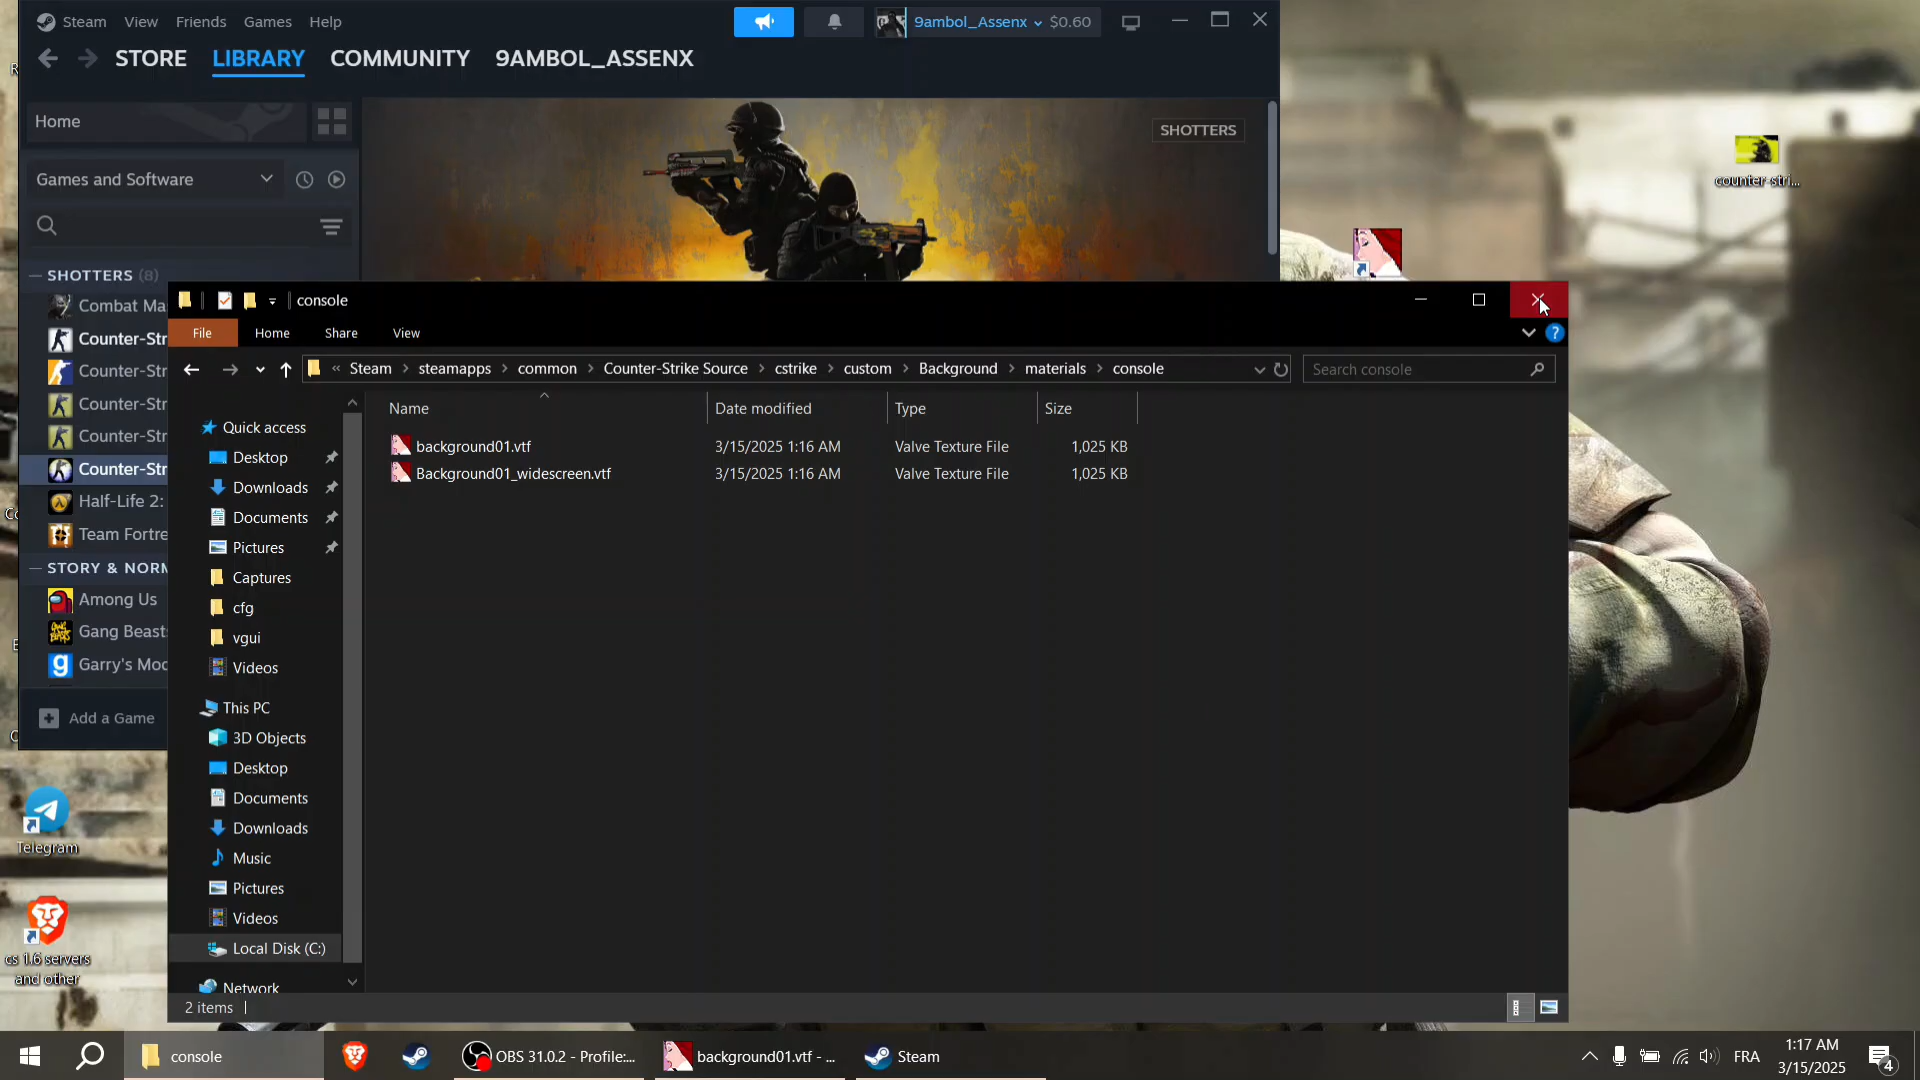 Steam View Friends Games Help
9ambol_Assenx $0.60
STORE LIBRARY COMMUNITY 9AMBOL_ASSENX
Home
SHOTTERS
Games and Software
counter-stri...
SHOTTERS (8)
Combat Ma
Counter-Str
Counter-Str
Counter-Str
Counter-Str
Counter-Str
Half-Life 2:
Team Fortre
STORY & NORM
Among Us
Gang Beast
Garry's Mod
Add a Game
console
File Home Share View
« Steam > steamapps > common > Counter-Strike Source > cstrike > custom > Background > materials > console
Search console
Name Date modified Type Size
background01.vtf 3/15/2025 1:16 AM Valve Texture File 1,025 KB
Background01_widescreen.vtf 3/15/2025 1:16 AM Valve Texture File 1,025 KB
Quick access
Desktop
Downloads
Documents
Pictures
Captures
cfg
vgui
Videos
This PC
3D Objects
Desktop
Documents
Downloads
Music
Pictures
Videos
Local Disk (C:)
Network
2 items
Telegram
cs 1.6 servers
and other
console
OBS 31.0.2 - Profile:...
background01.vtf - ...
Steam
FRA
1:17 AM
3/15/2025
4